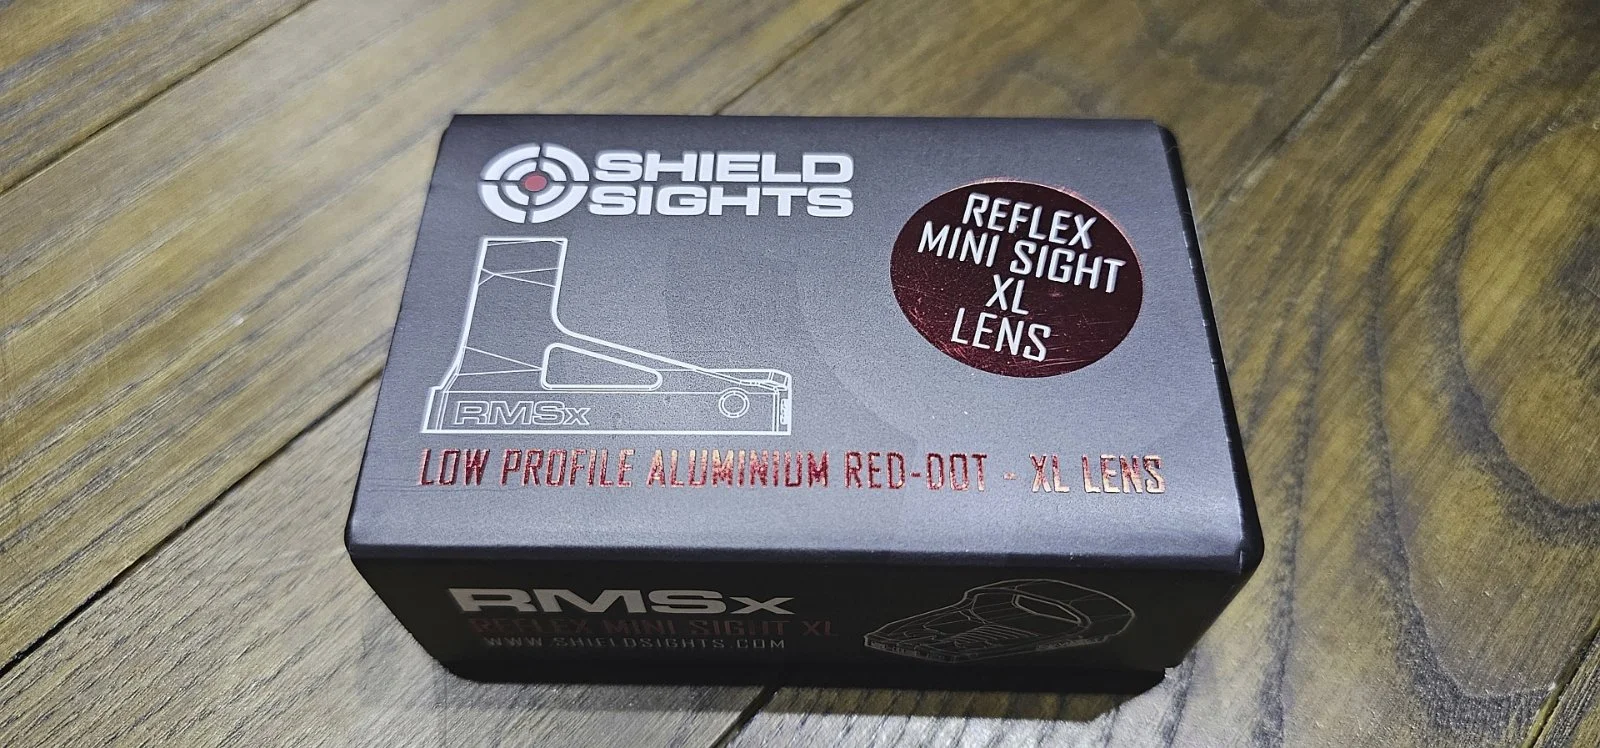 SHIELD
SIGHTS
REFLEX
MINI SIGHT
XL
LENS
RMSx
LOW PROFILE ALUMINIUM RED-DOT - XL LENS
RMSx
REFLEX MINI SIGHT XL
WWW.SHIELDSIGHTS.COM